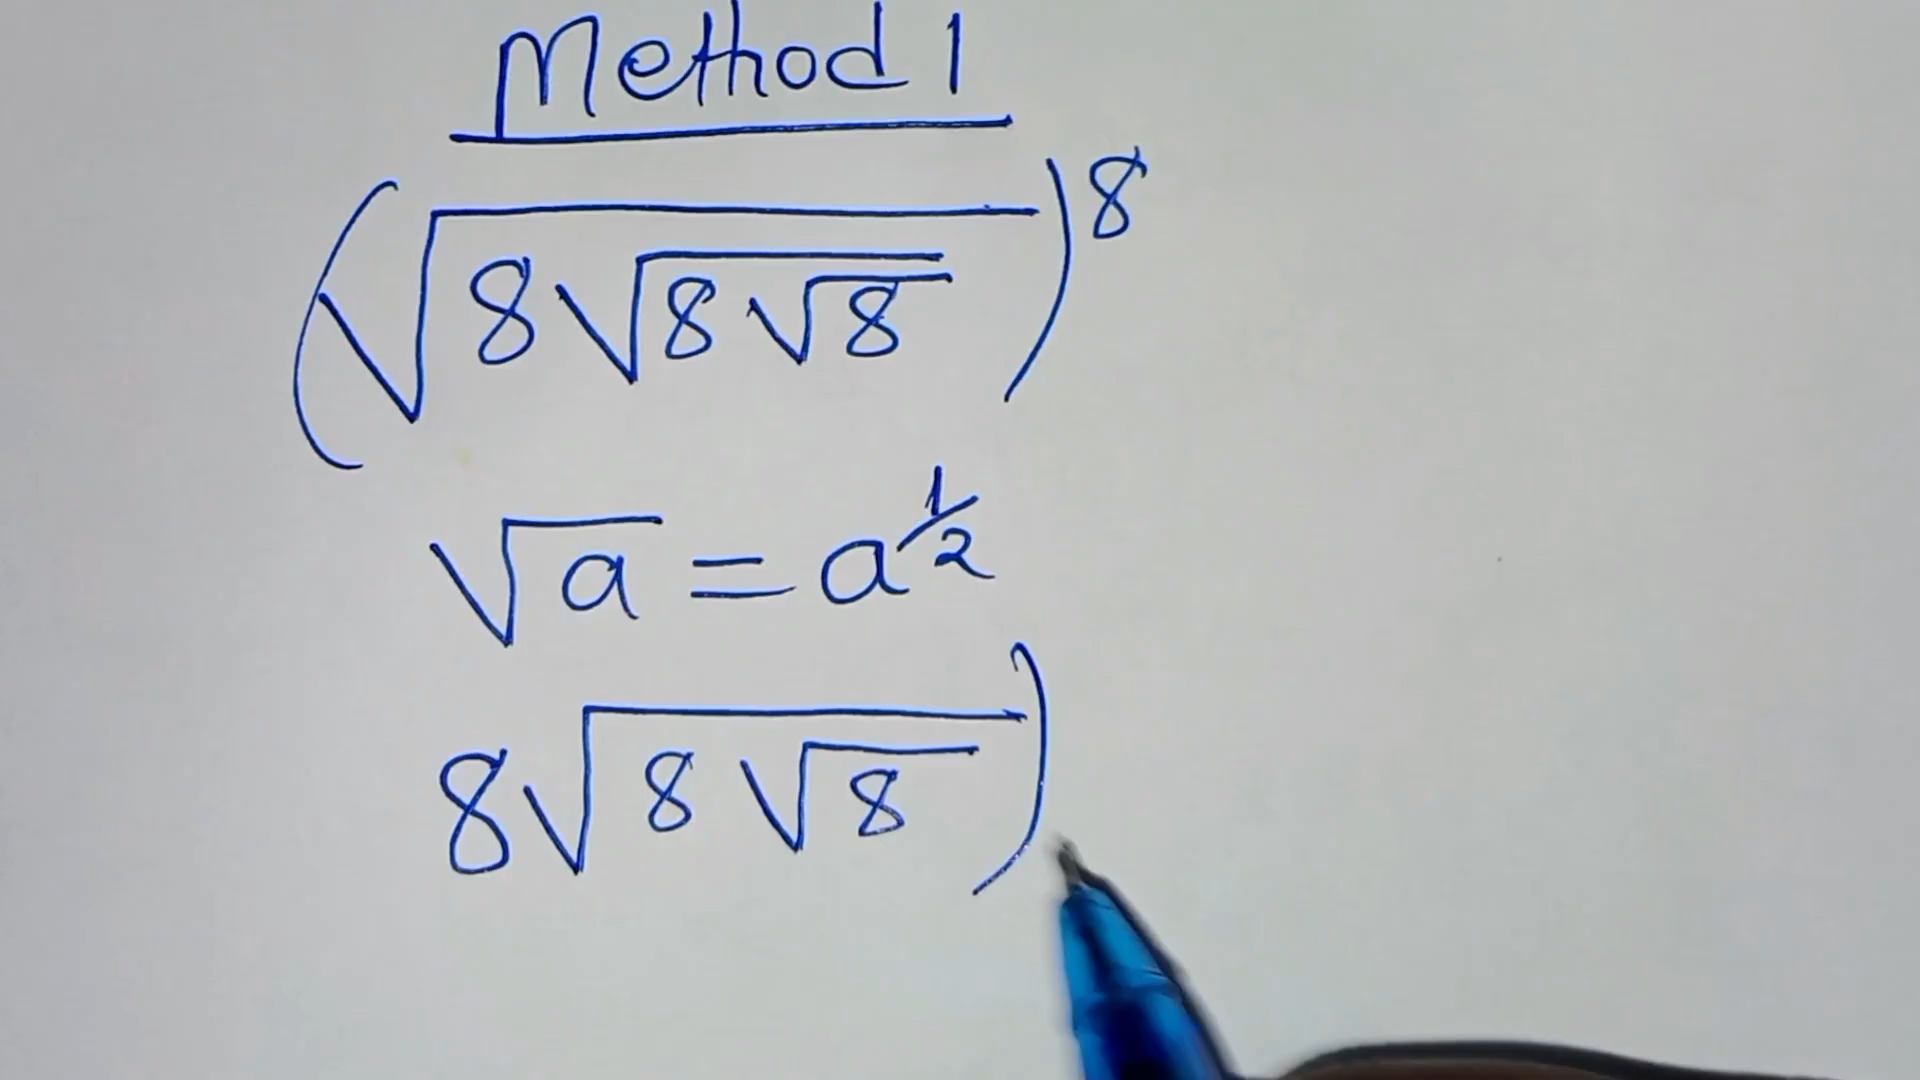 Method 1
(√(8√(8√8)))^8
√a = a^½
8√(8√8))